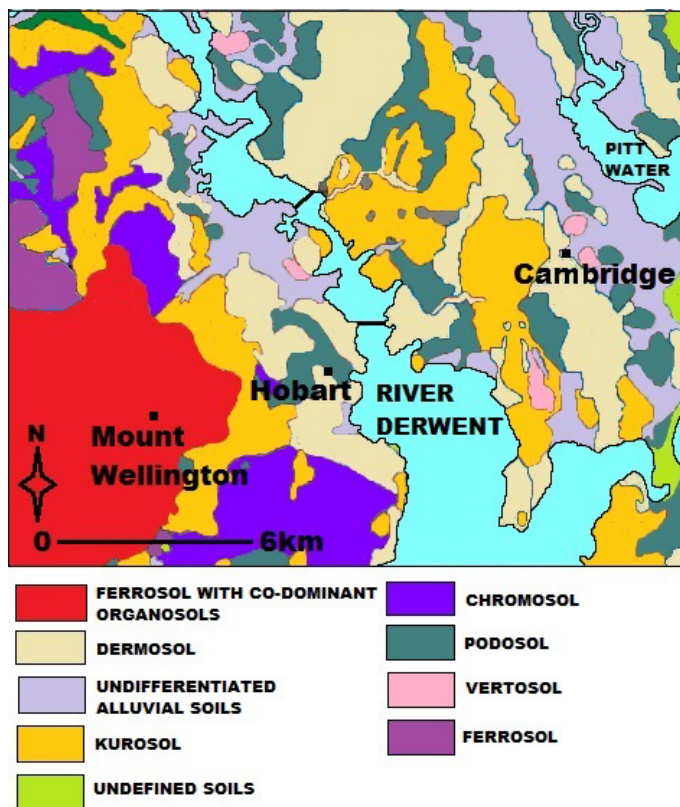 PITT
WATER
Cambridge
Hobart
RIVER
DERWENT
Mount
Wellington
N
0 6km
FERROSOL WITH CO-DOMINANT
ORGANOSOLS
DERMOSOL
UNDIFFERENTIATED
ALLUVIAL SOILS
KUROSOL
UNDEFINED SOILS
CHROMOSOL
PODOSOL
VERTOSOL
FERROSOL